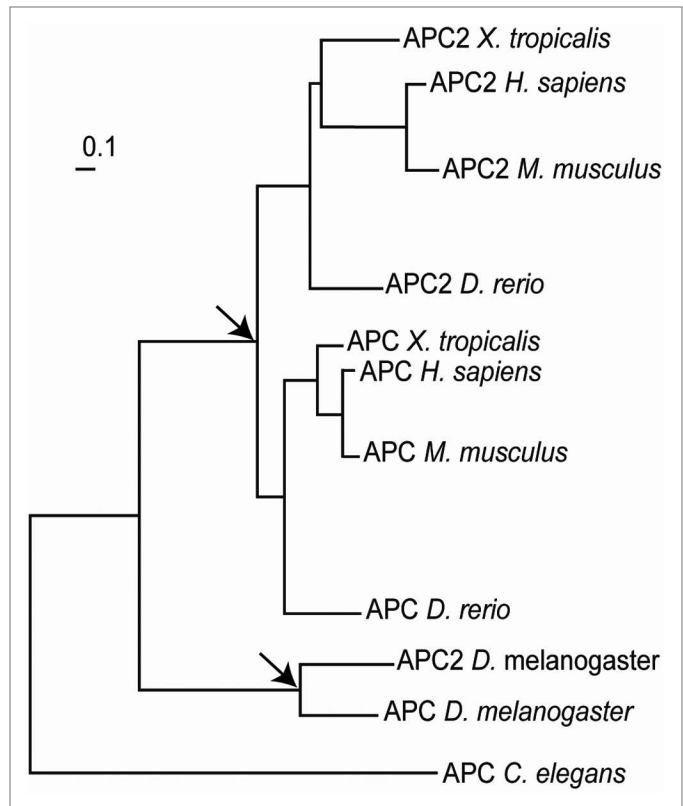 APC2 X. tropicalis
APC2 H. sapiens
0.1
APC2 M. musculus
APC2 D. rerio
APC X. tropicalis
APC H. sapiens
APC M. musculus
APC D. rerio
APC2 D. melanogaster
APC D. melanogaster
APC C. elegans